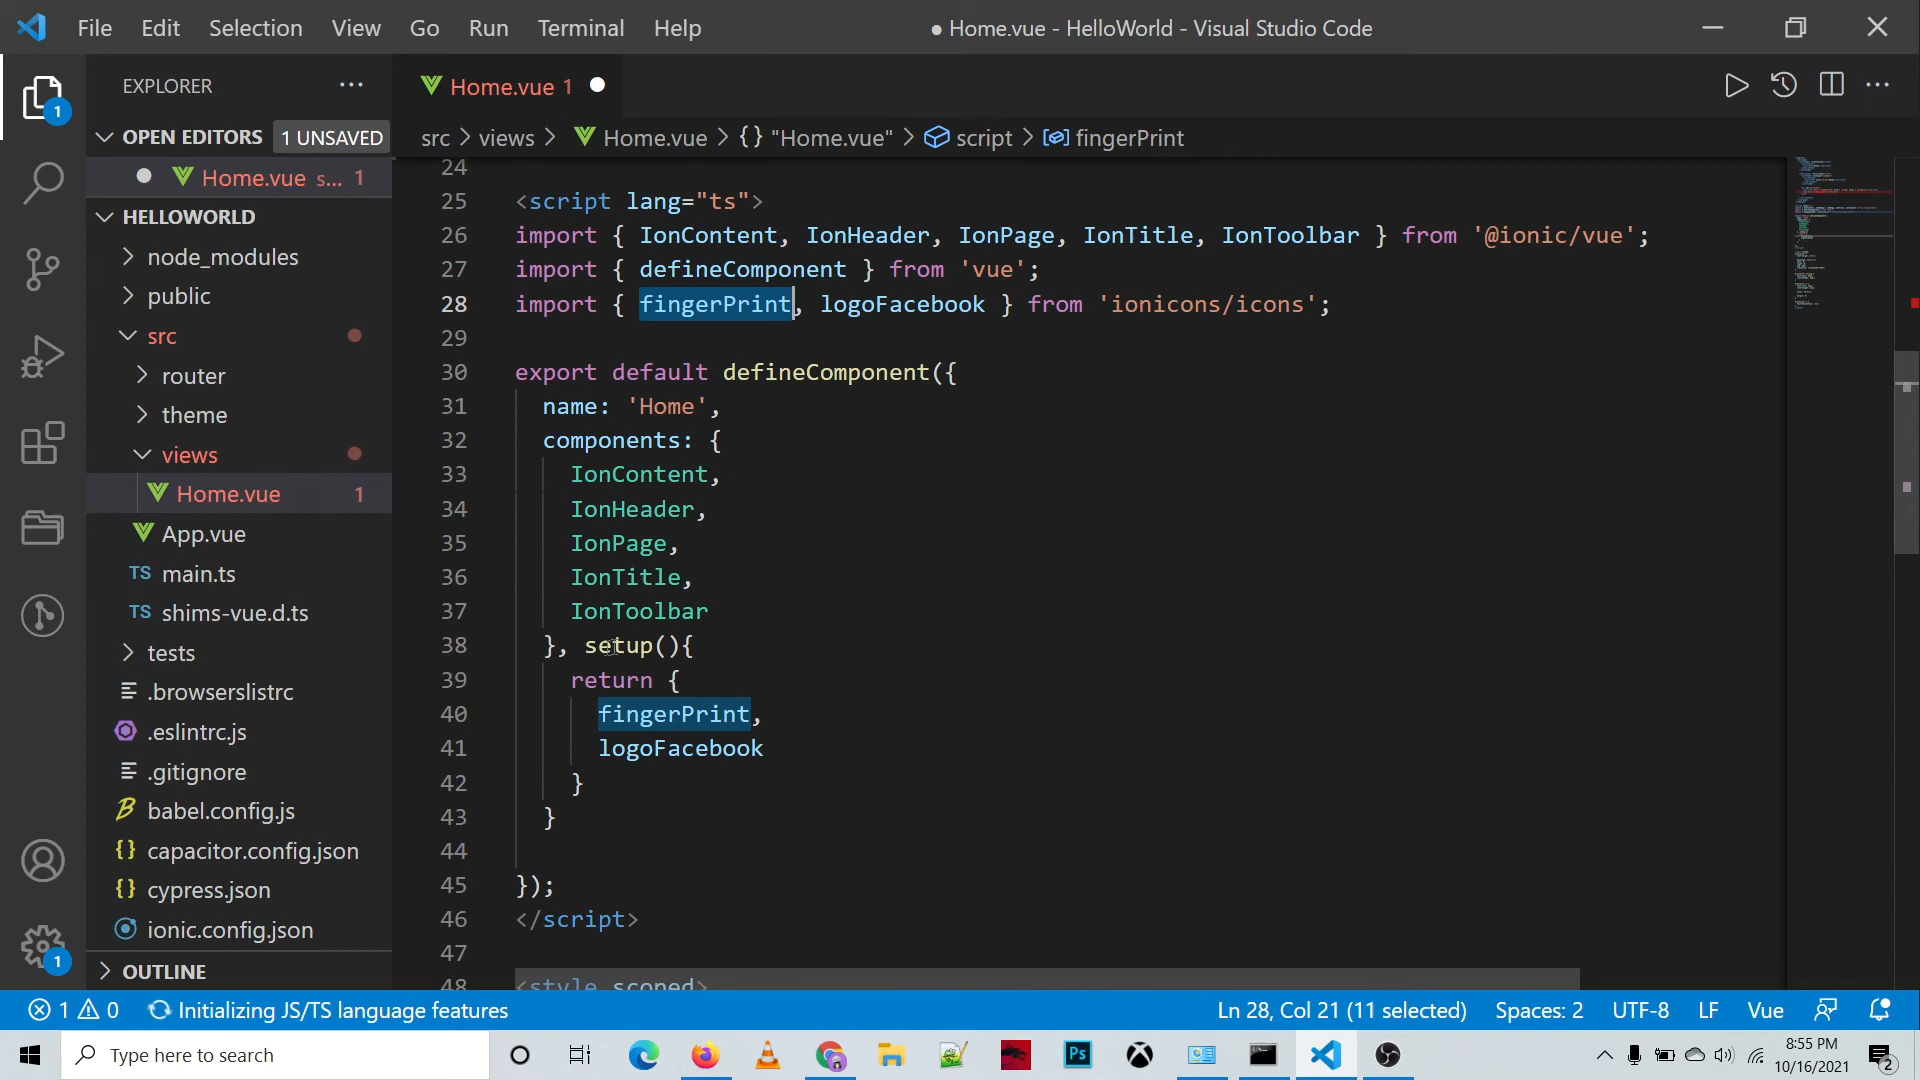 File Edit Selection View Go Run Terminal Help
● Home.vue - HelloWorld - Visual Studio Code
EXPLORER
Home.vue 1
OPEN EDITORS 1 UNSAVED
Home.vue s... 1
src > views > Home.vue > {} "Home.vue" > script > fingerPrint
HELLOWORLD
node_modules
public
src
router
theme
views
Home.vue 1
App.vue
TS main.ts
TS shims-vue.d.ts
tests
.browserslistrc
.eslintrc.js
.gitignore
babel.config.js
{} capacitor.config.json
{} cypress.json
ionic.config.json
OUTLINE
1
1
24
25 <script lang="ts">
26 import { IonContent, IonHeader, IonPage, IonTitle, IonToolbar } from '@ionic/vue';
27 import { defineComponent } from 'vue';
28 import { fingerPrint, logoFacebook } from 'ionicons/icons';
29
30 export default defineComponent({
31 name: 'Home',
32 components: {
33 IonContent,
34 IonHeader,
35 IonPage,
36 IonTitle,
37 IonToolbar
38 }, setup(){
39 return {
40 fingerPrint,
41 logoFacebook
42 }
43 }
44
45 });
46 </script>
47
48 <style scoped>
1 0 Initializing JS/TS language features
Ln 28, Col 21 (11 selected) Spaces: 2 UTF-8 LF Vue
Type here to search
Ps
8:55 PM
10/16/2021
2